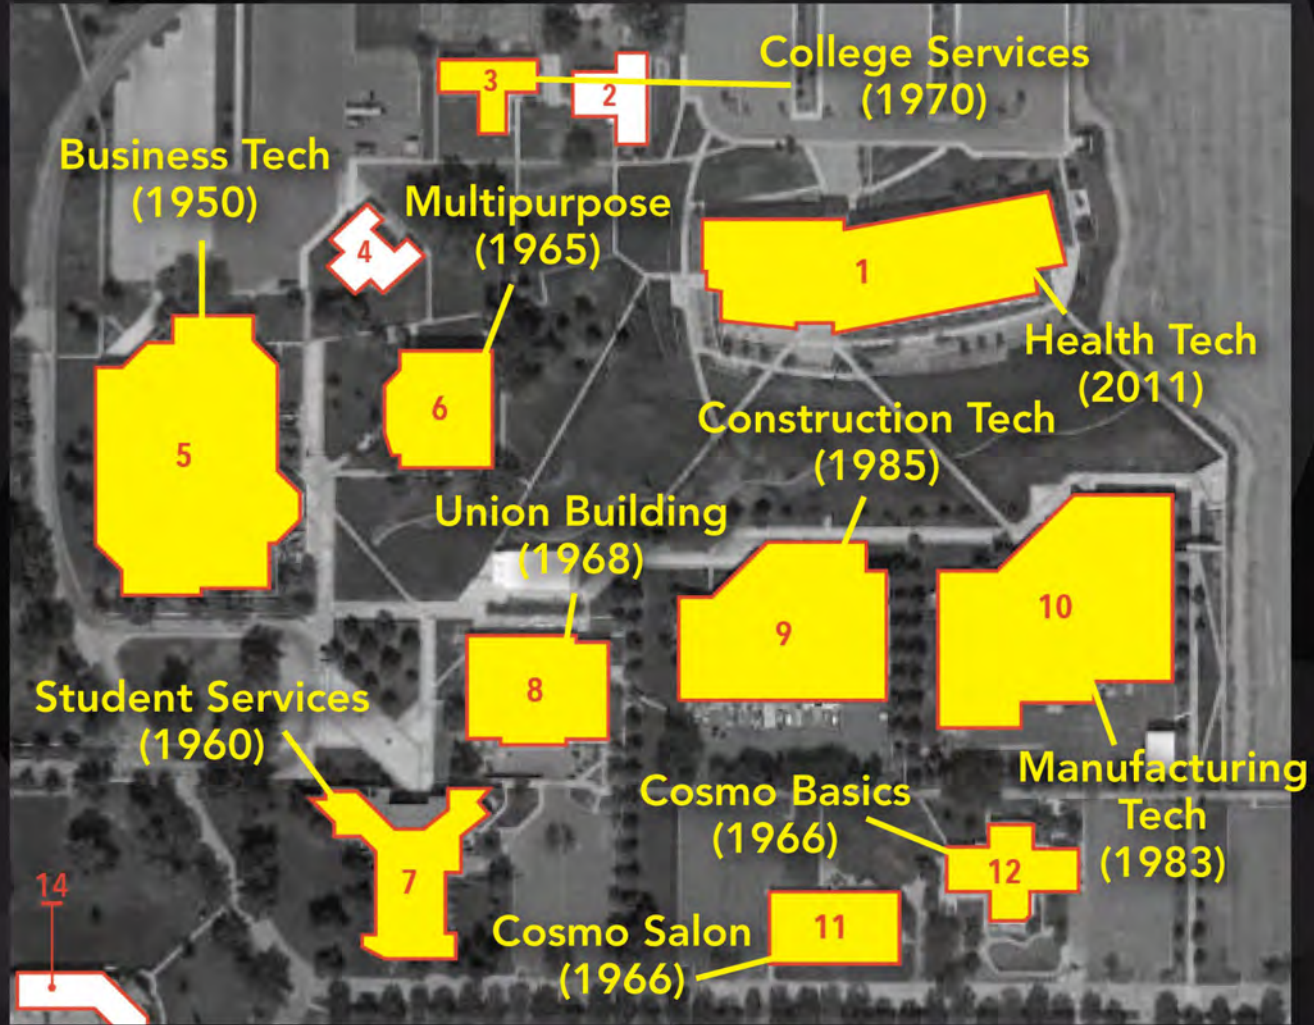 College Services
(1970)
3
2
Business Tech
(1950)
Multipurpose
(1965)
4
1
Health Tech
(2011)
5
6
Construction Tech
(1985)
Union Building
(1968)
9
10
8
Student Services
(1960)
Manufacturing
Tech
(1983)
Cosmo Basics
(1966)
7
12
14
11
Cosmo Salon
(1966)